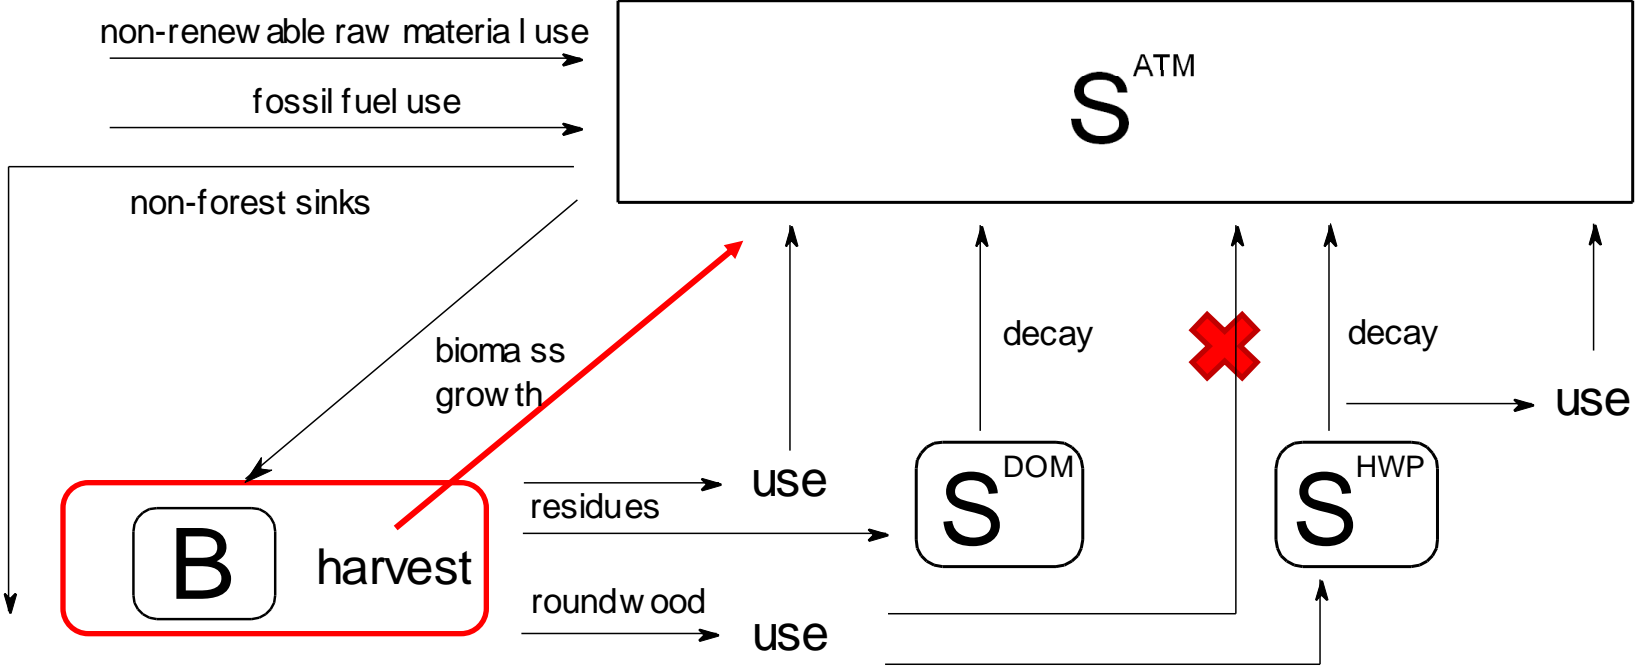 non-renewable raw material use
S ATM
fossil fuel use
non-forest sinks
biomass
growth
decay
decay
use
use
S DOM
S HWP
residues
B
harvest
roundwood
use